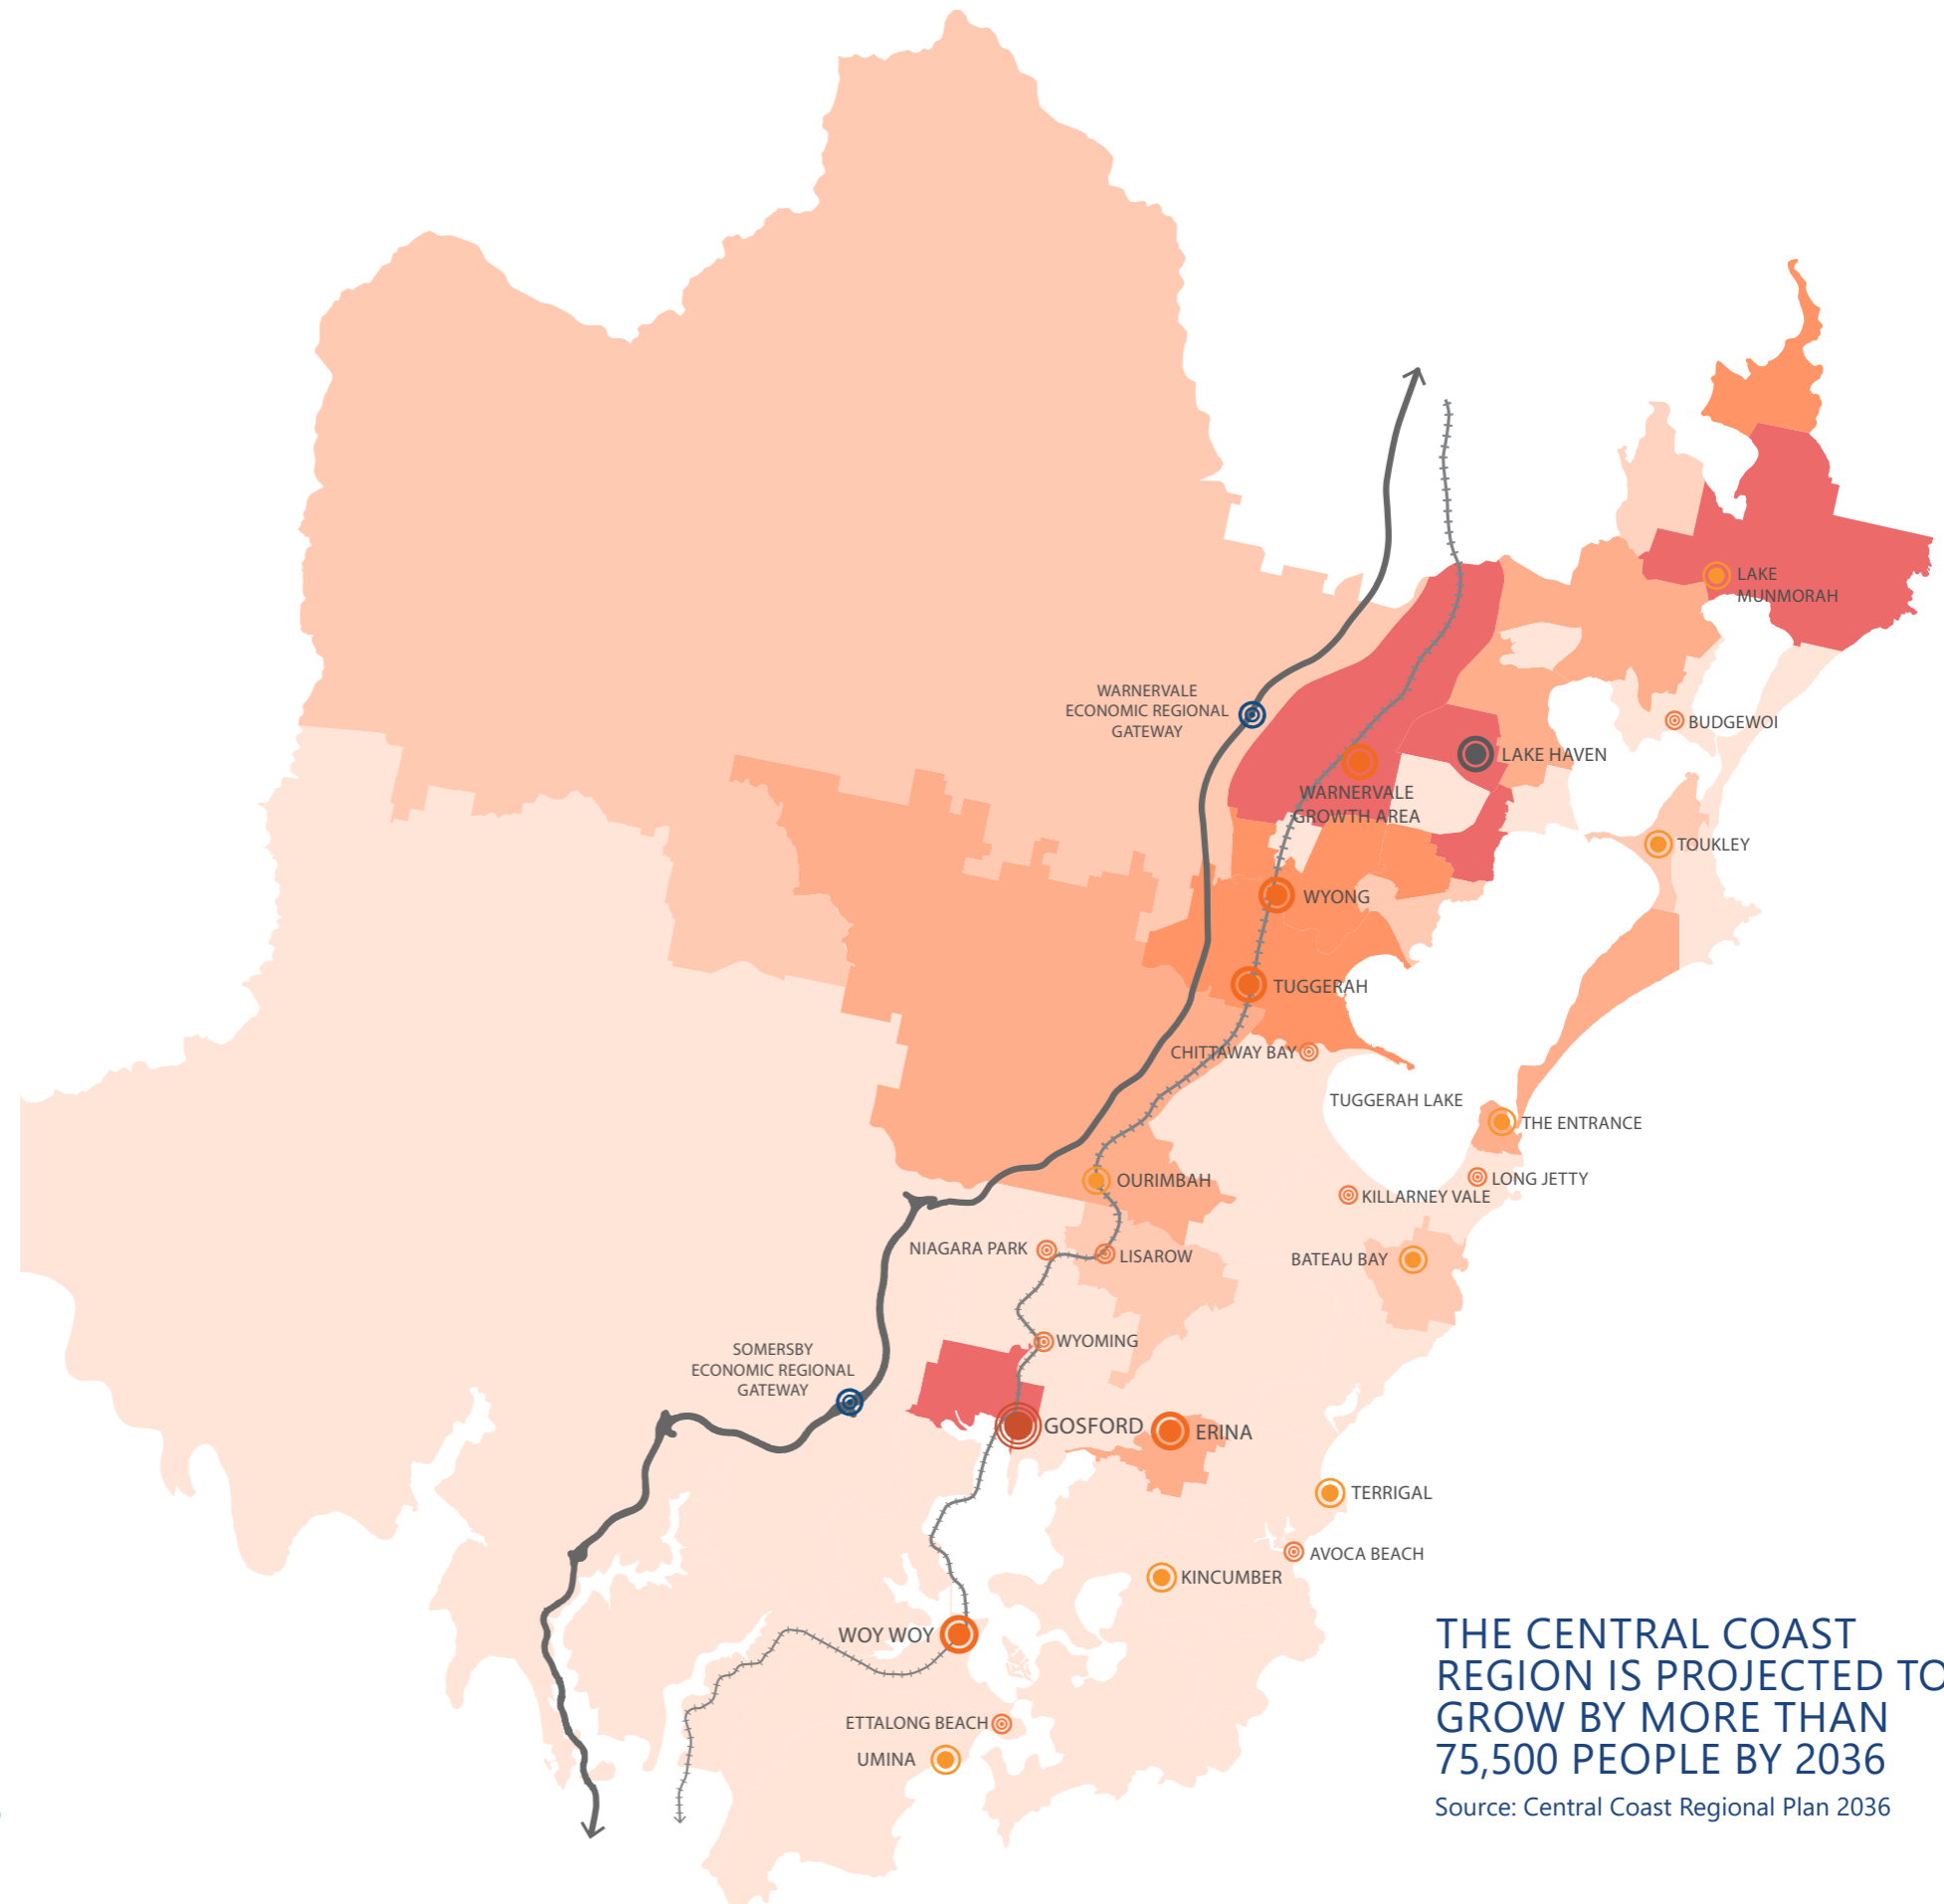 LAKE
MUNMORAH
WARNERVALE
ECONOMIC REGIONAL
GATEWAY
BUDGEWOI
LAKE HAVEN
WARNERVALE
GROWTH AREA
TOUKLEY
WYONG
TUGGERAH
CHITTAWAY BAY
TUGGERAH LAKE
THE ENTRANCE
OURIMBAH
LONG JETTY
KILLARNEY VALE
NIAGARA PARK
LISAROW
BATEAU BAY
WYOMING
SOMERSBY
ECONOMIC REGIONAL
GATEWAY
GOSFORD
ERINA
TERRIGAL
AVOCA BEACH
KINCUMBER
WOY WOY
ETTALONG BEACH
UMINA
THE CENTRAL COAST
REGION IS PROJECTED TO
GROW BY MORE THAN
75,500 PEOPLE BY 2036
Source: Central Coast Regional Plan 2036